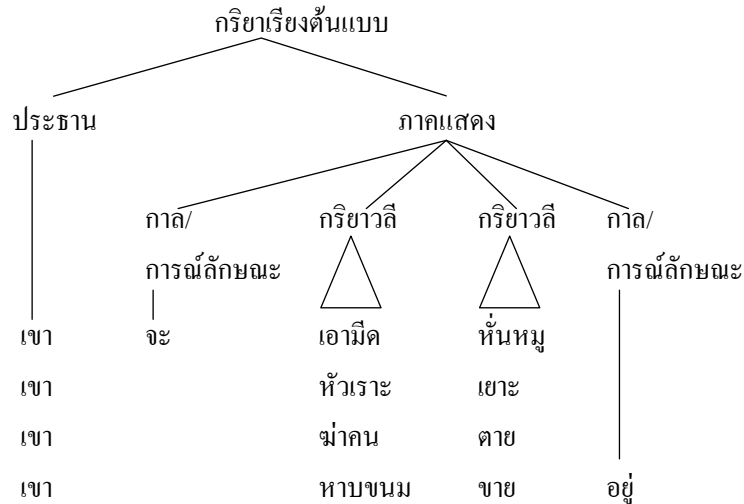 กริยาเรียงต้นแบบ
ประธาน ภาคแสดง
กาล/ กริยาวลี กริยาวลี กาล/
การณ์ลักษณะ การณ์ลักษณะ
เขา จะ เอามีด หั่นหมู
เขา หัวเราะ เยาะ
เขา ฆ่าคน ตาย
เขา หาบขนม ขาย อยู่